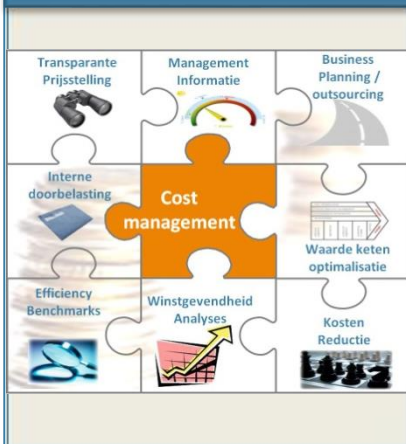 Transparante
Prijsstelling
Management
Informatie
Business
Planning /
outsourcing
Interne
doorbelasting
Cost
management
Waarde keten
optimalisatie
Efficiency
Benchmarks
Winstgevendheid
Analyses
Kosten
Reductie